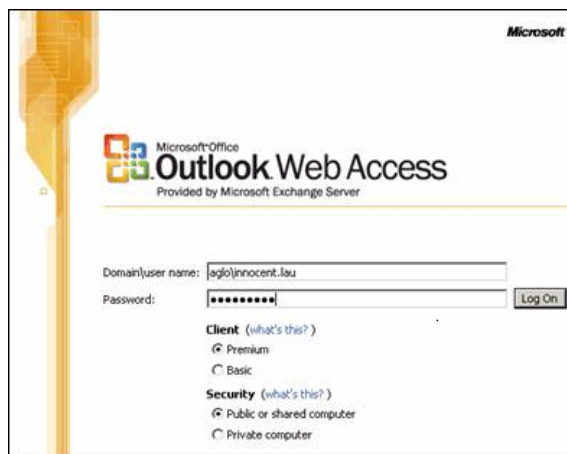 Microsoft
Microsoft Office
Outlook Web Access
Provided by Microsoft Exchange Server
Domain\user name: aglo\innocent.lau
Password: ●●●●●●●●● Log On
Client (what's this? )
Premium
Basic
Security (what's this? )
Public or shared computer
Private computer